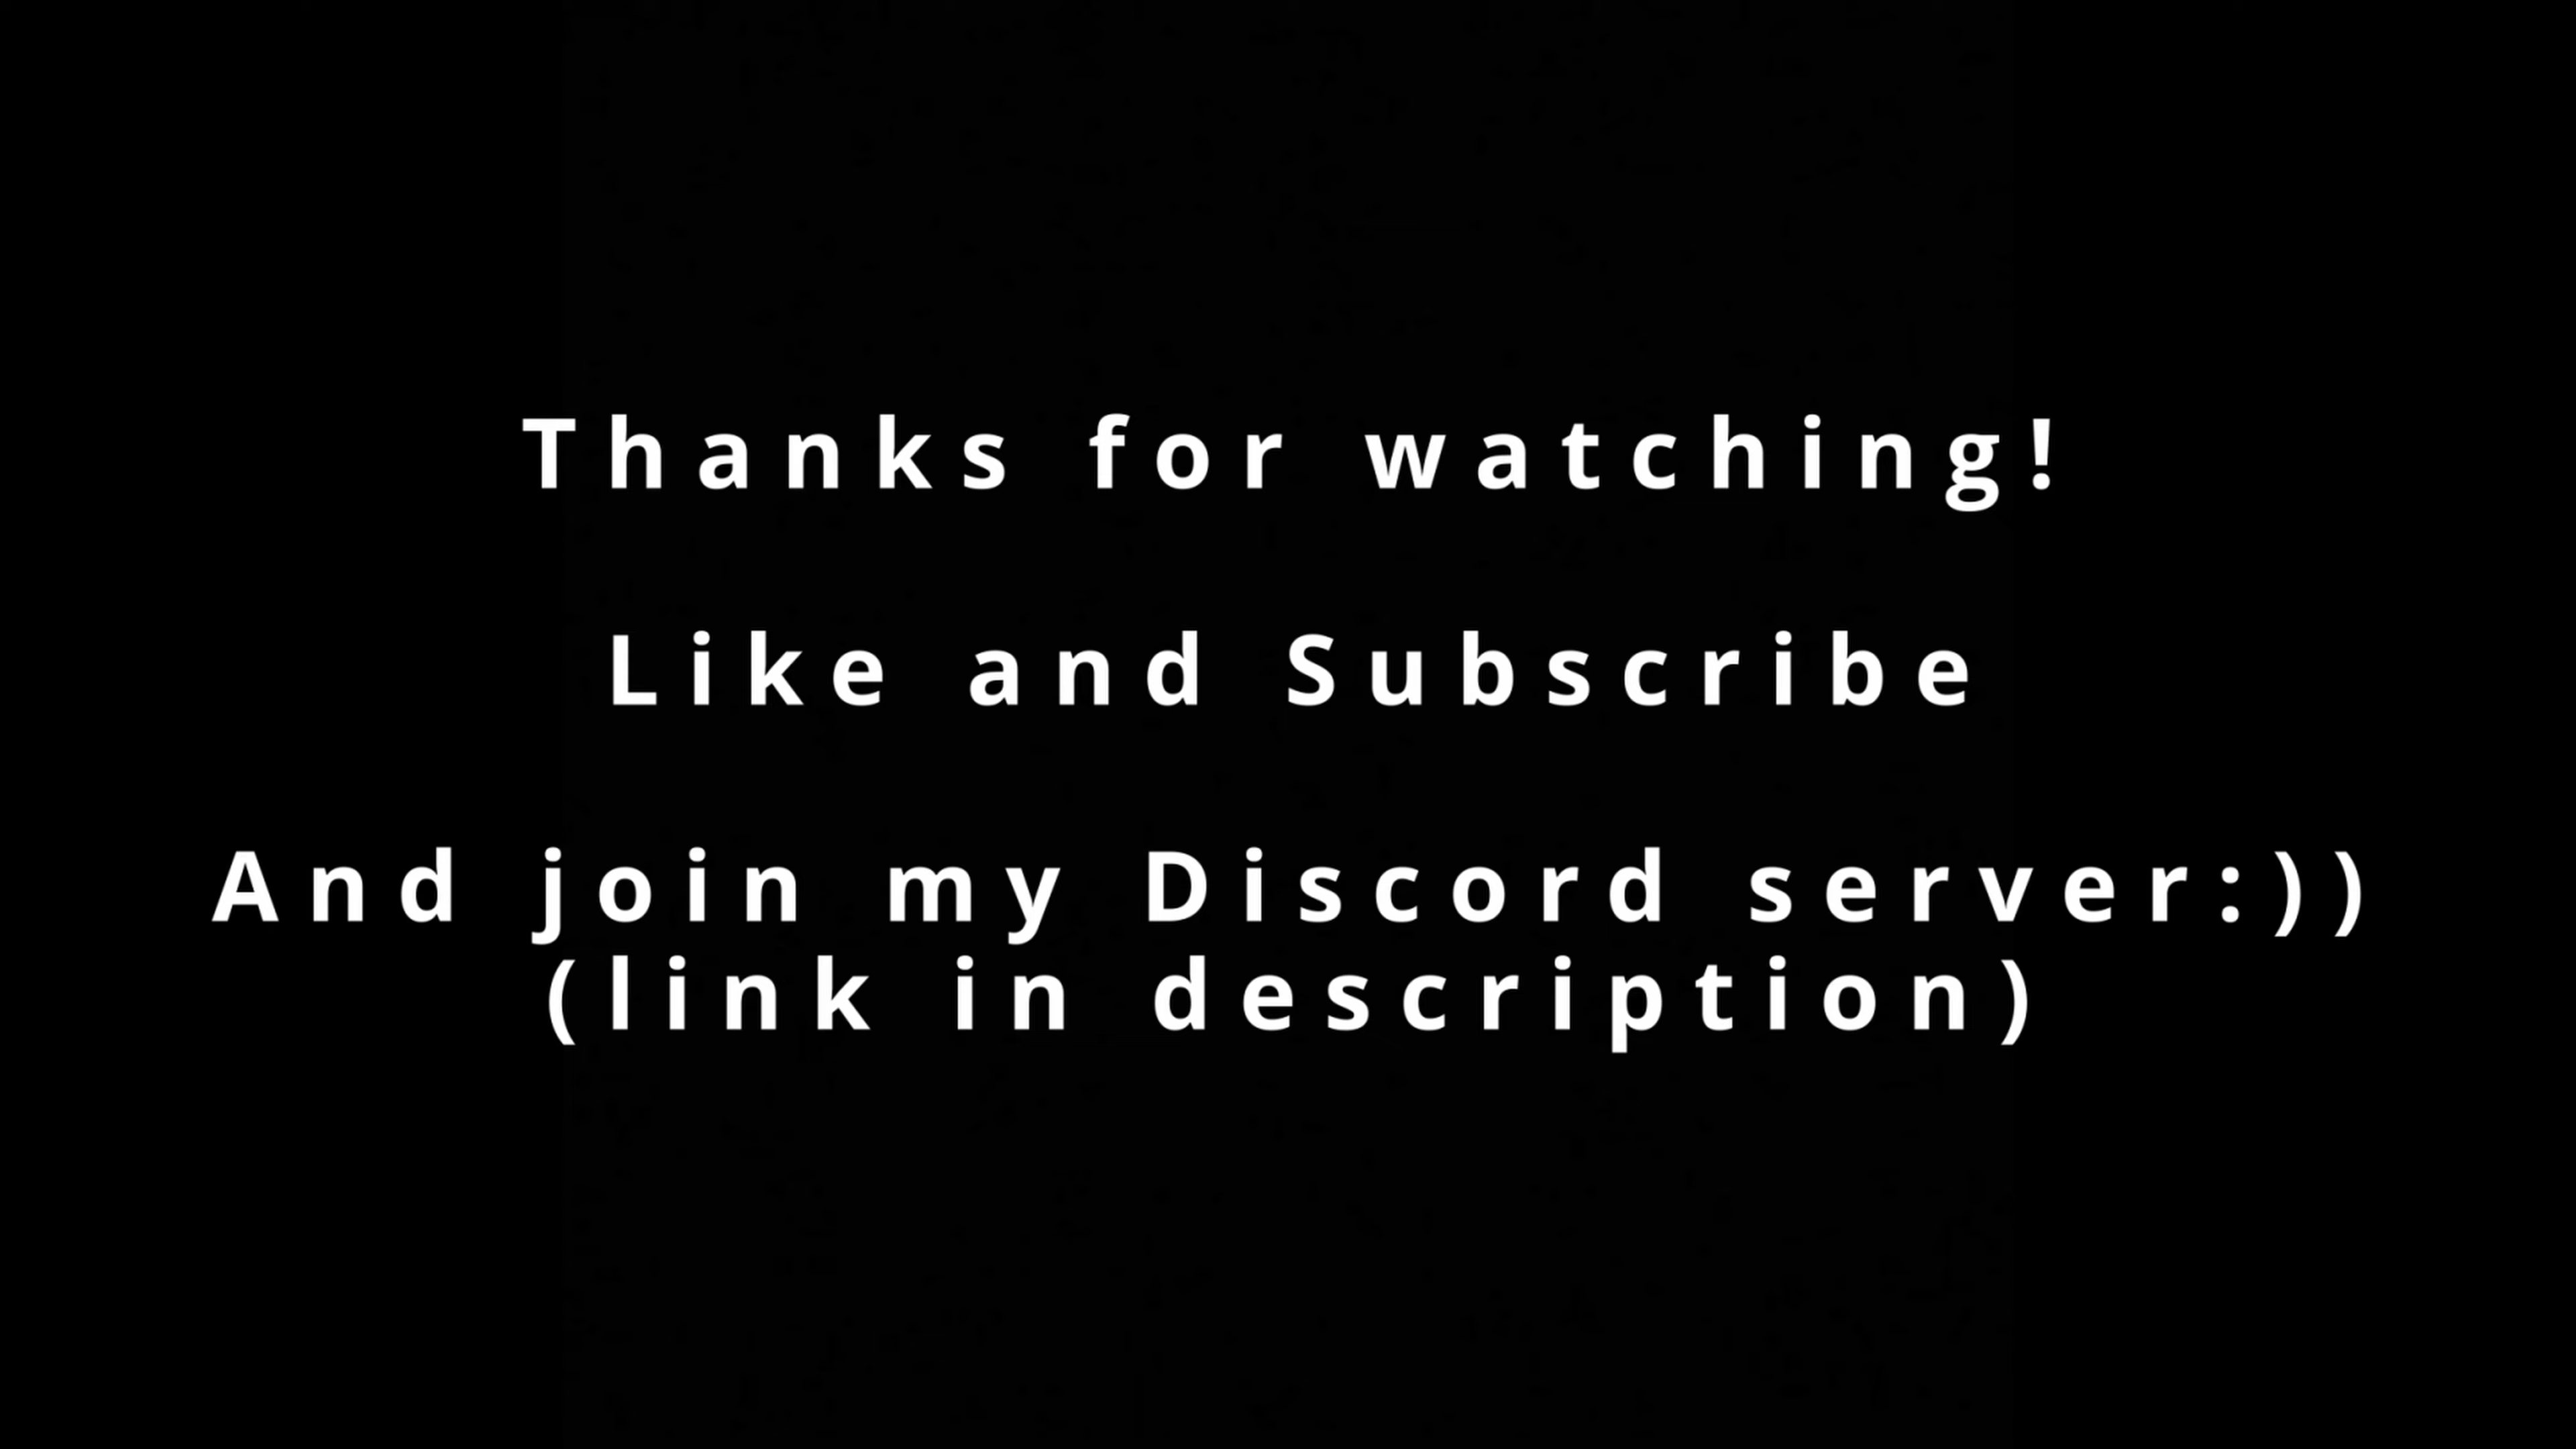 Thanks for watching!
Like and Subscribe
And join my Discord server:))
(link in description)